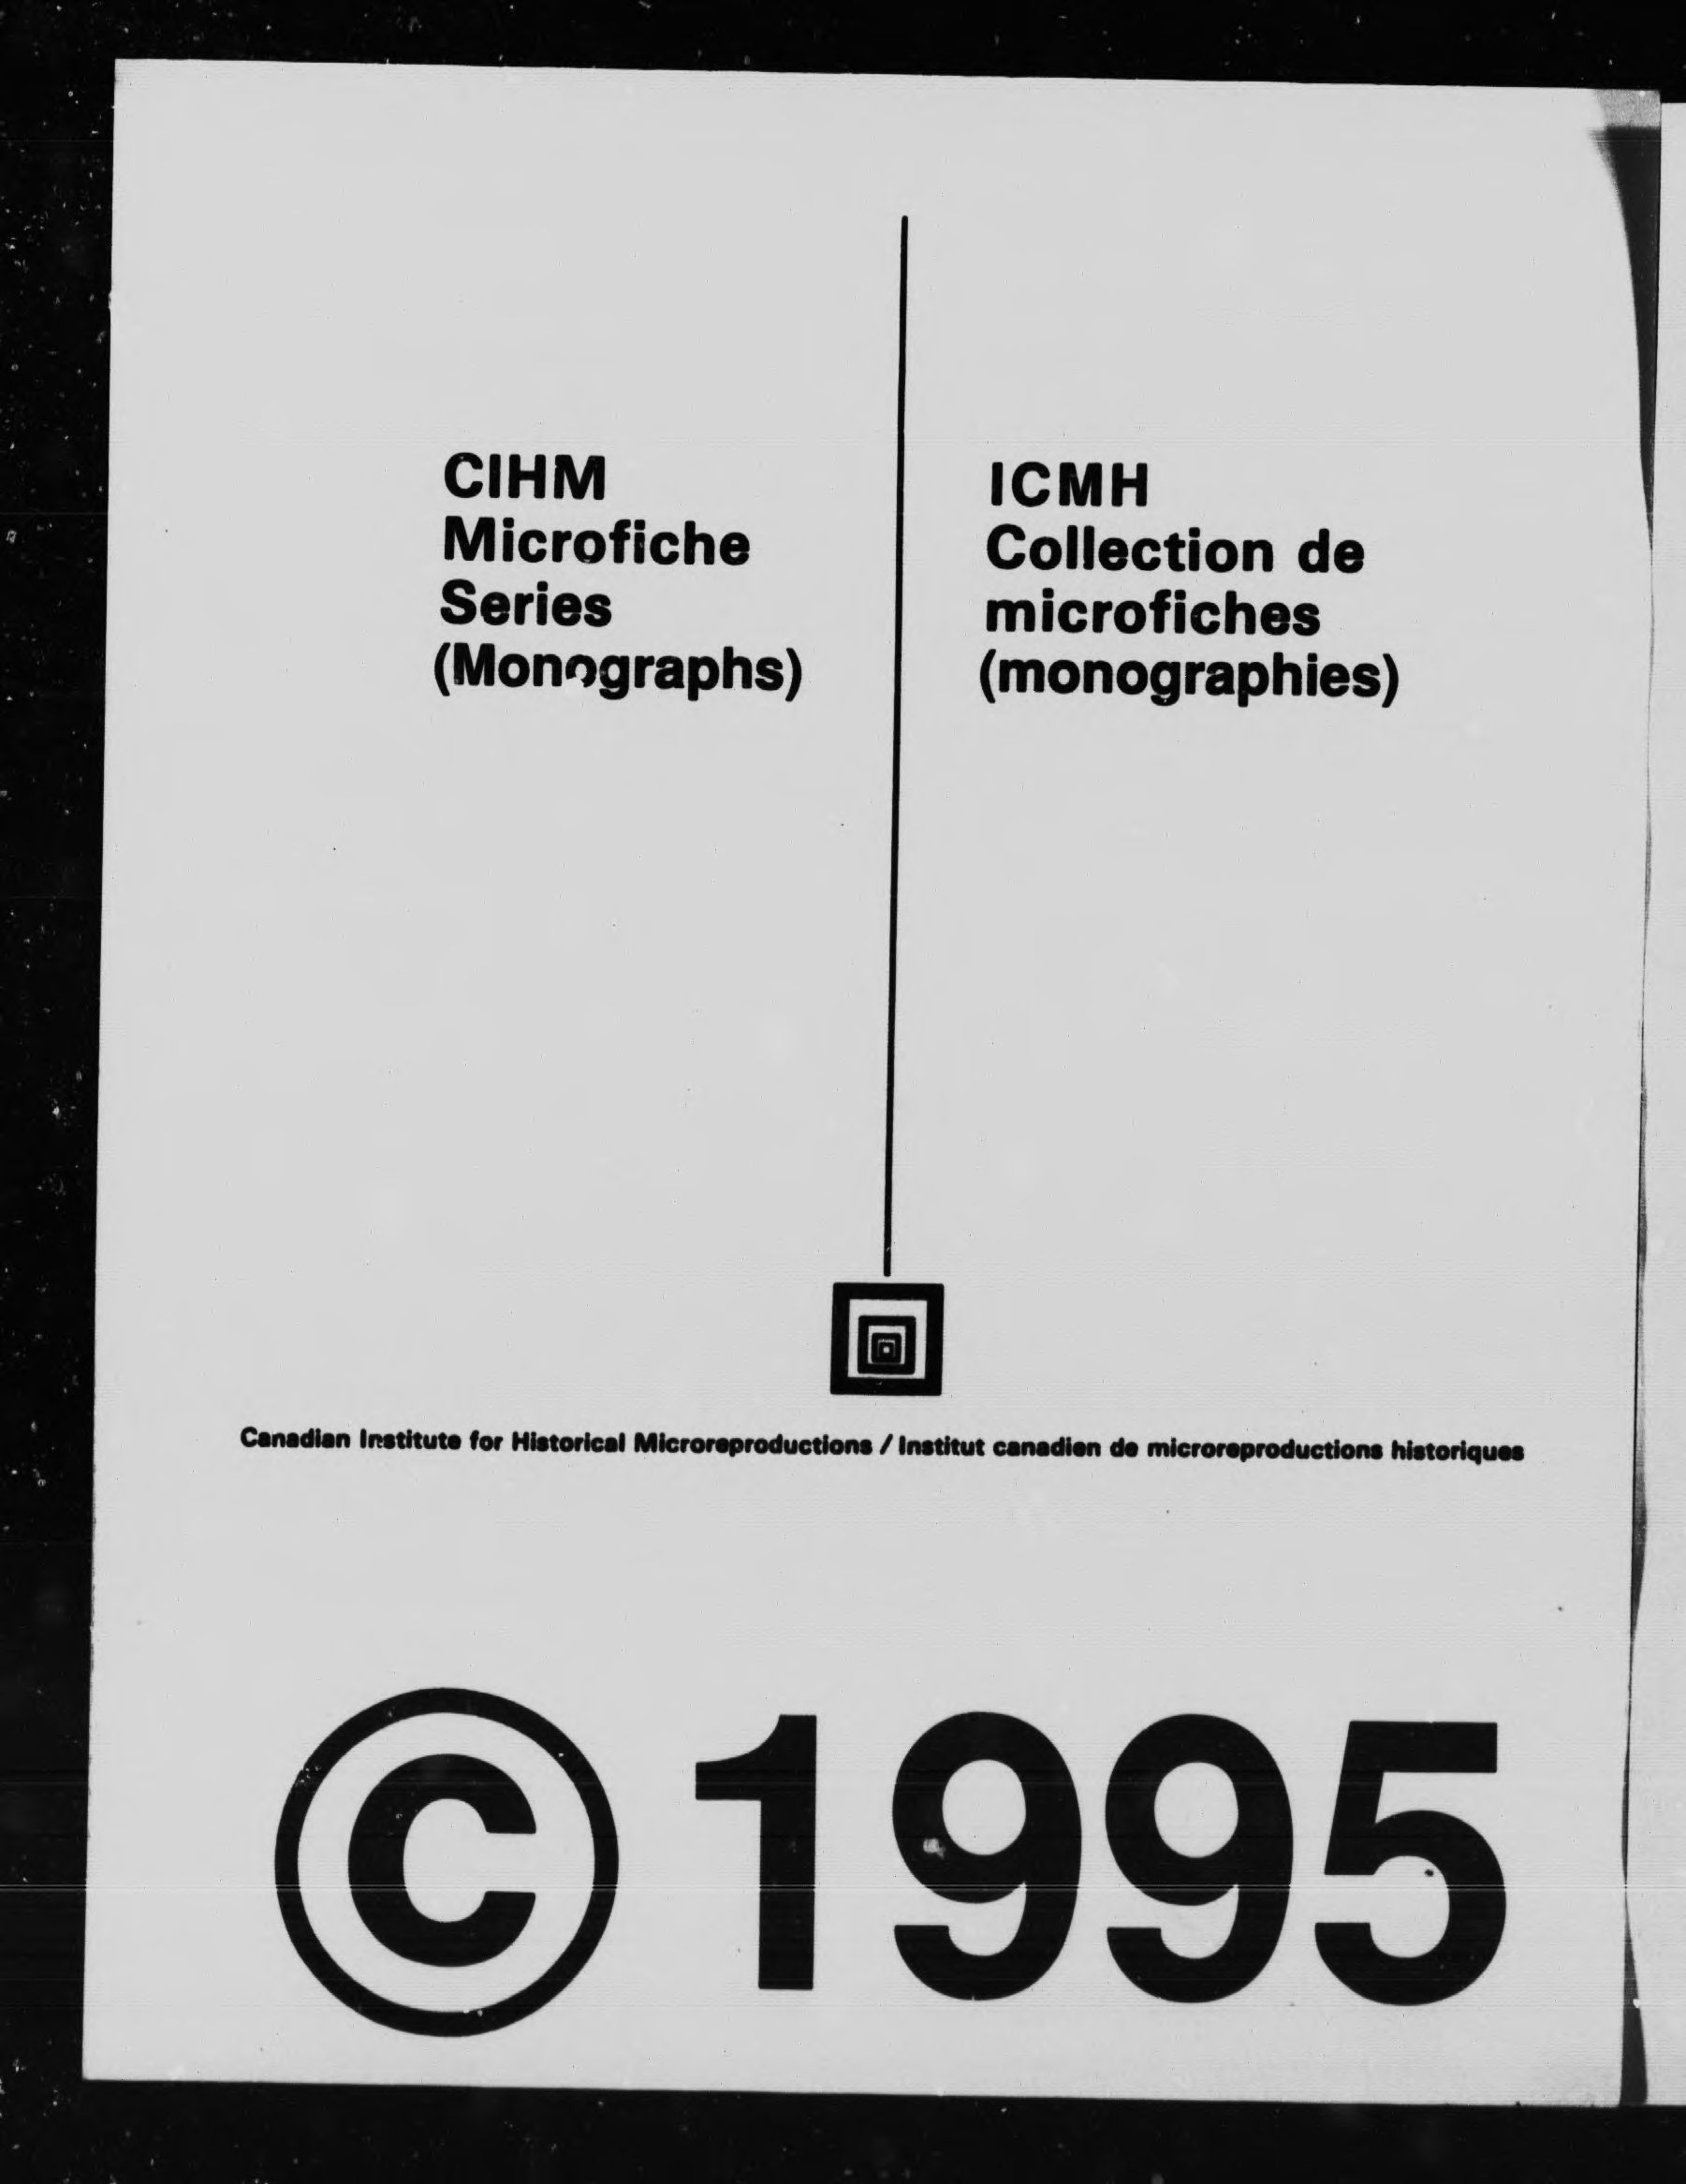 CIHM
Microfiche
Series
(Monographs)
ICMH
Collection de
microfiches
(monographies)
Canadian Institute for Historical Microreproductions / Institut canadien de microreproductions historiques
© 1995